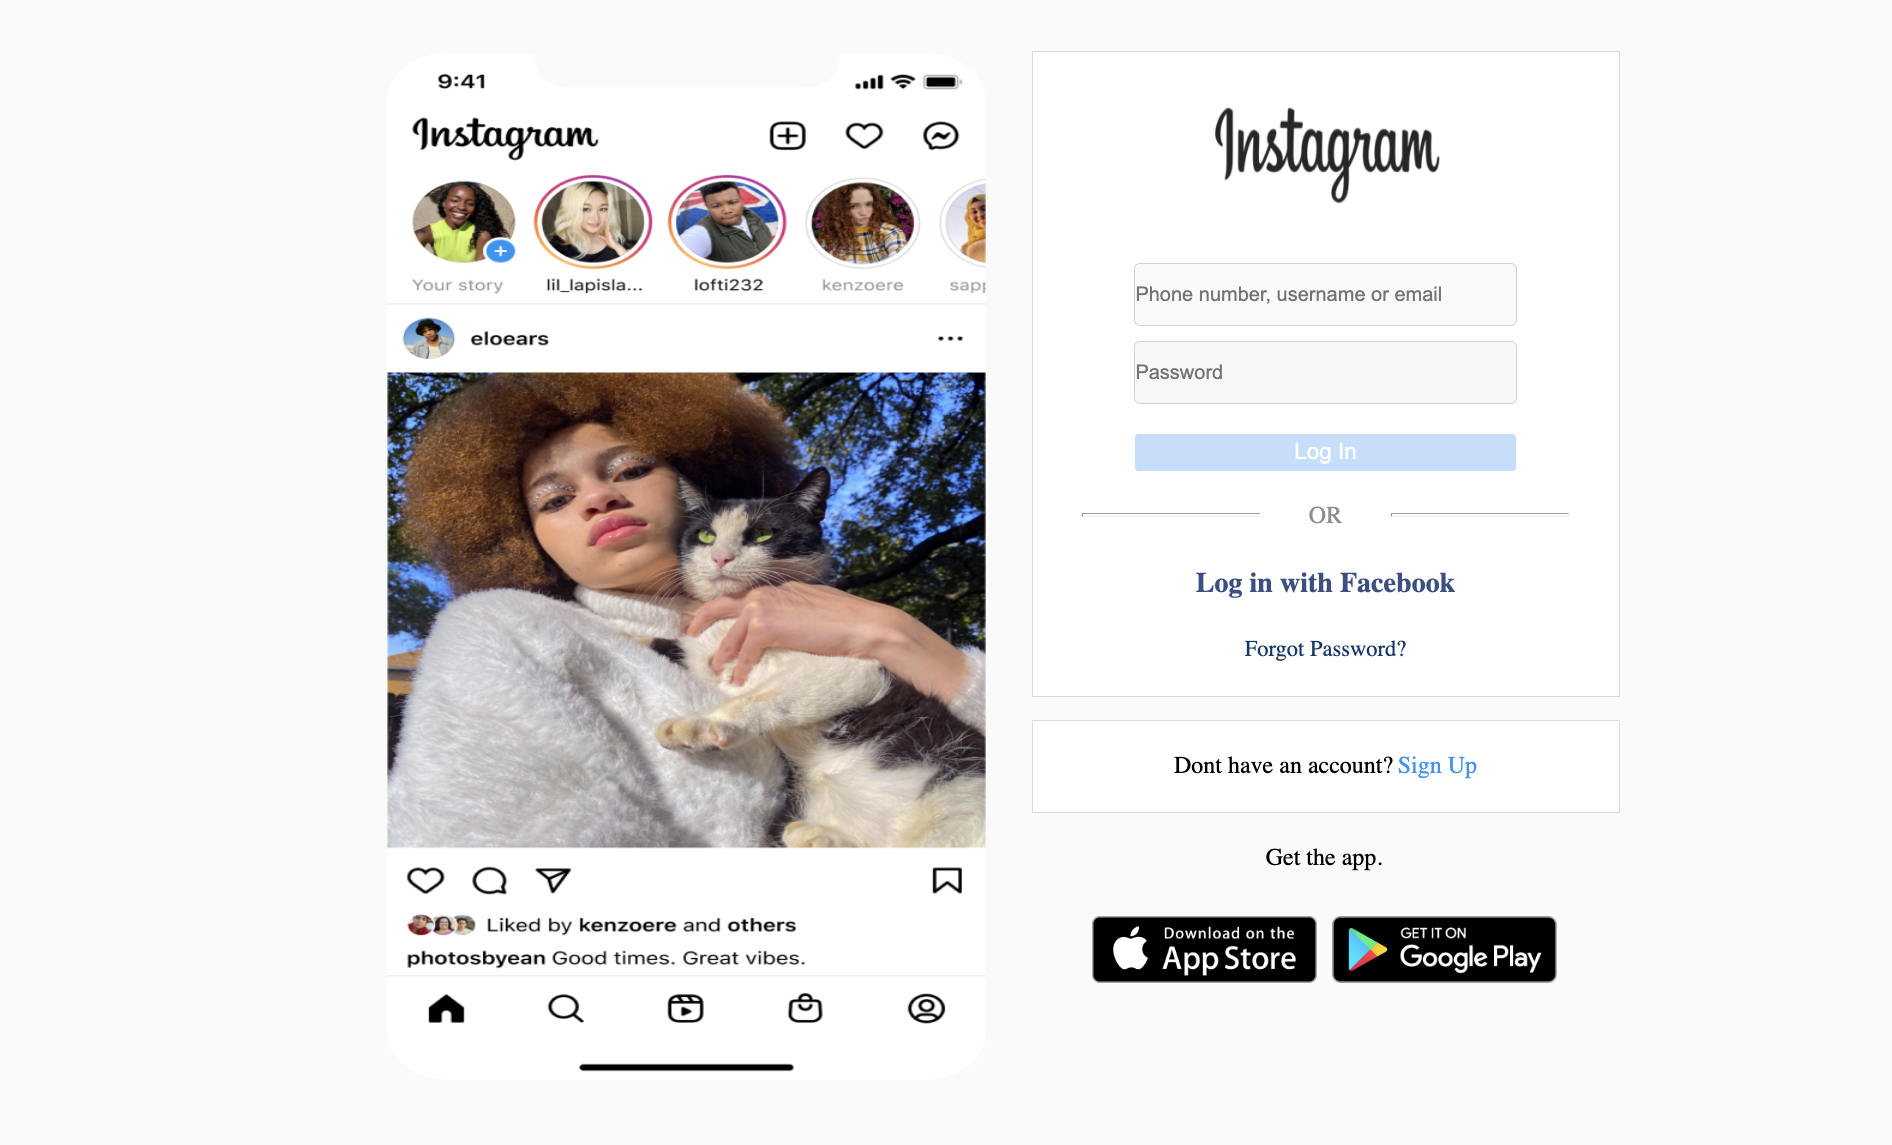 9:41
Instagram
Your story
lil_lapisla...
lofti232
kenzoere
sapp
eloears
Liked by kenzoere and others
photosbyean Good times. Great vibes.
Instagram
Phone number, username or email
Password
Log In
OR
Log in with Facebook
Forgot Password?
Dont have an account? Sign Up
Get the app.
Download on the
App Store
GET IT ON
Google Play